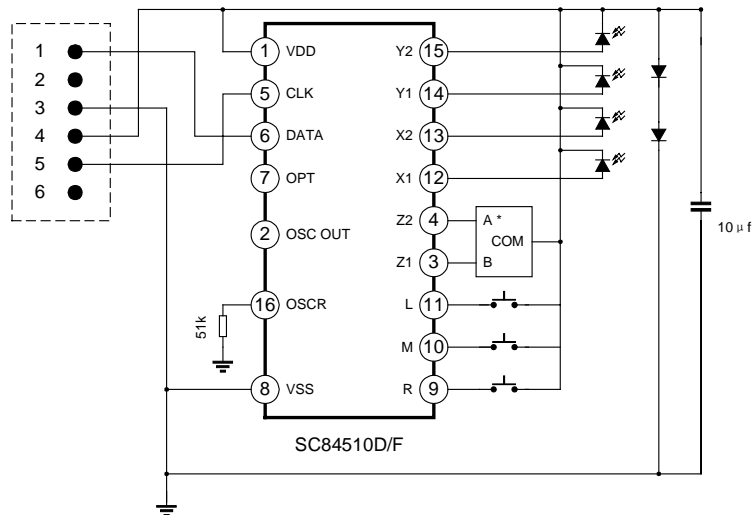 1
2
3
4
5
6
1 VDD
5 CLK
6 DATA
7 OPT
2 OSC OUT
16 OSCR
8 VSS
51k
Y2 15
Y1 14
X2 13
X1 12
Z2 4
Z1 3
L 11
M 10
R 9
A *
COM
B
10 μ f
SC84510D/F